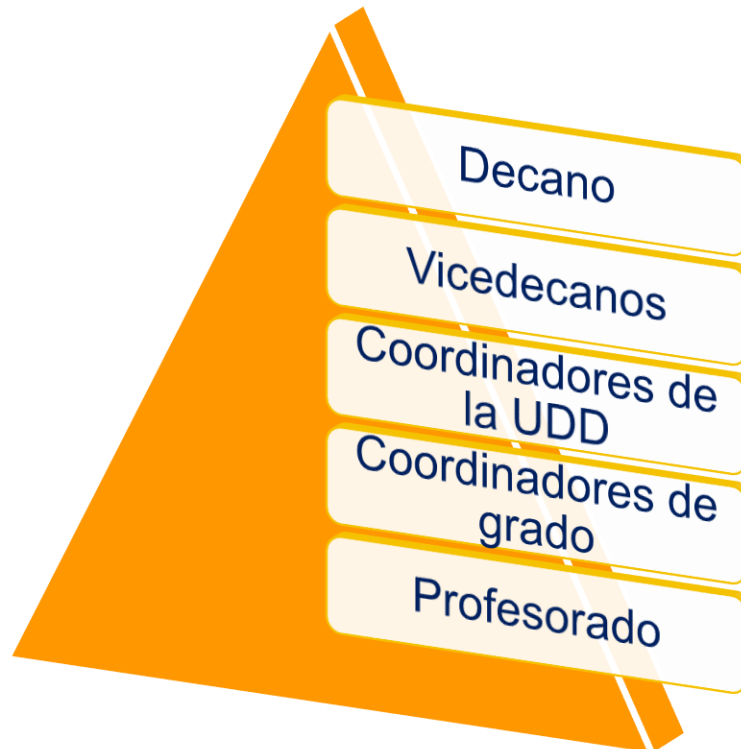 Decano
Vicedecanos
Coordinadores de
la UDD
Coordinadores de
grado
Profesorado